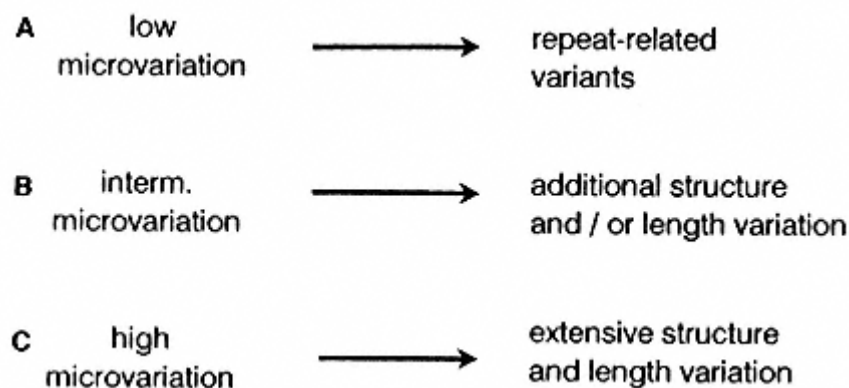 A low microvariation repeat-related variants
B interm. microvariation additional structure and / or length variation
C high microvariation extensive structure and length variation